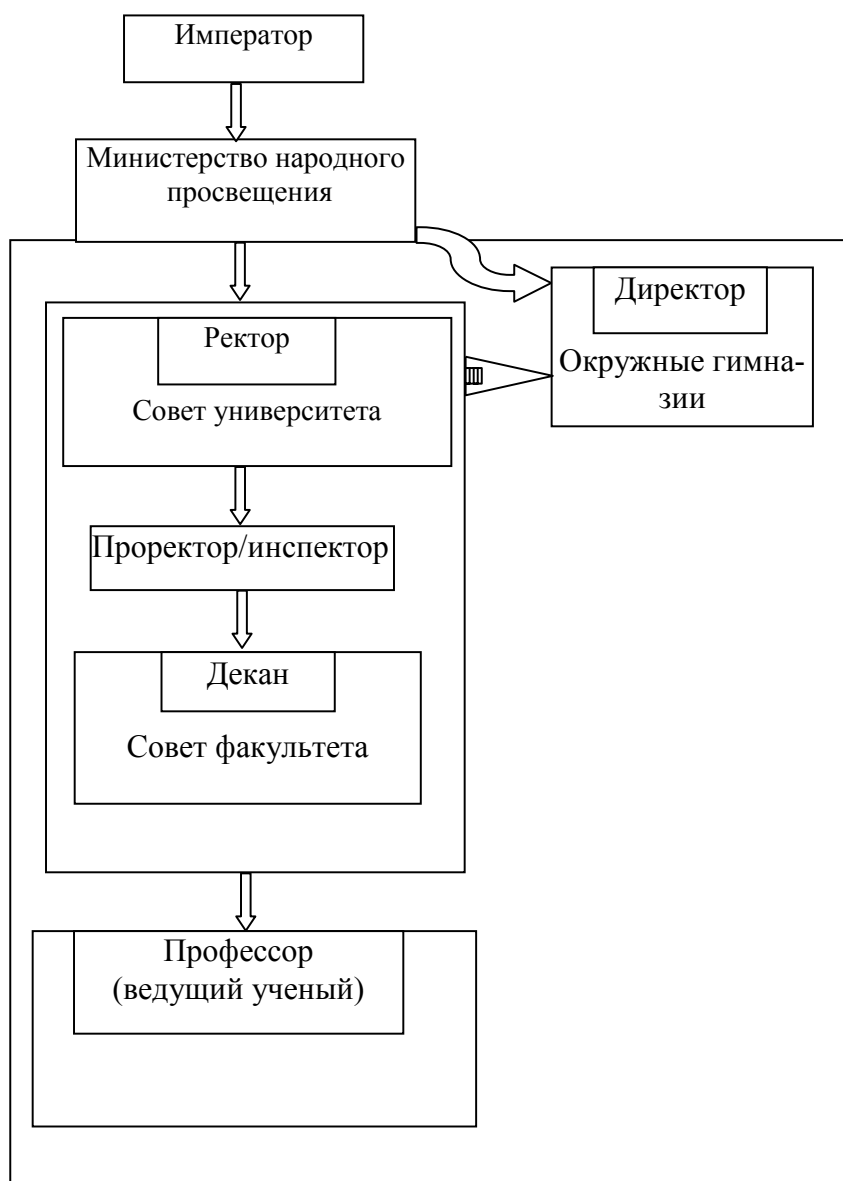 Император
Министерство народного
просвещения
Директор
Окружные гимна-
зии
Ректор
Совет университета
Проректор/инспектор
Декан
Совет факультета
Профессор
(ведущий ученый)